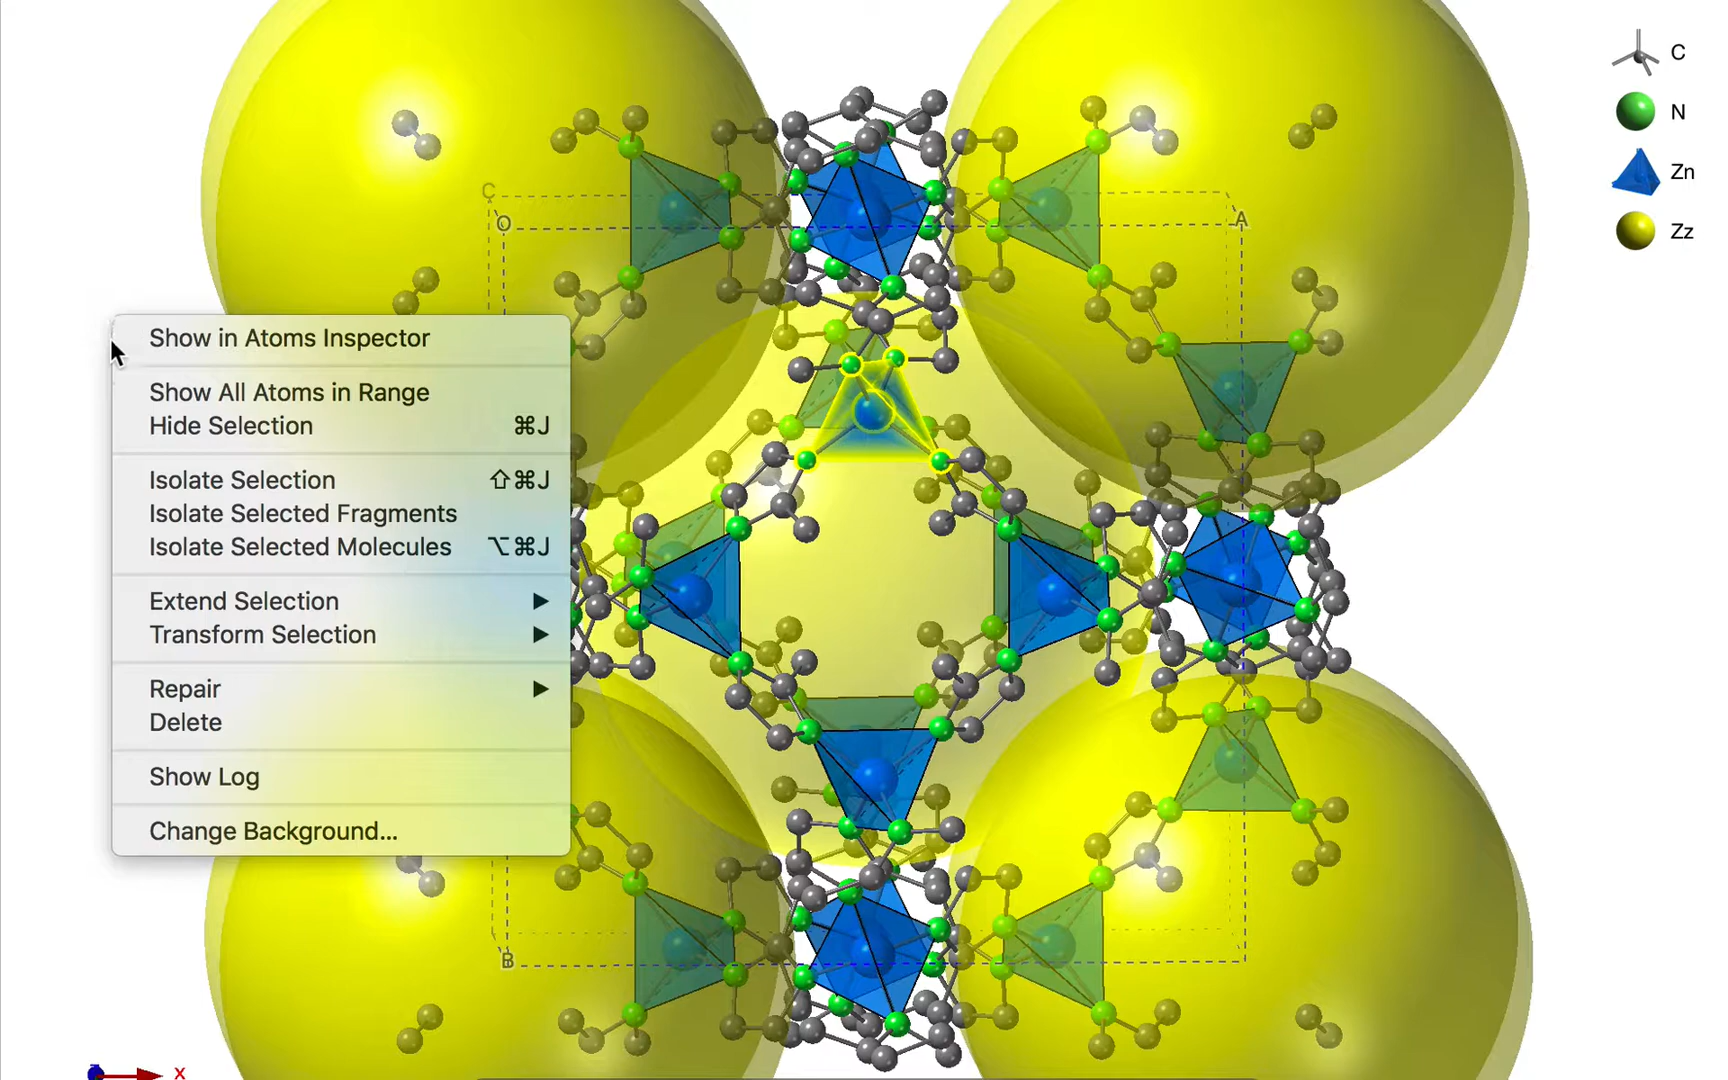 C
N
Zn
Zz
C
O
A
Show in Atoms Inspector
Show All Atoms in Range
Hide Selection ⌘J
Isolate Selection ⇧⌘J
Isolate Selected Fragments
Isolate Selected Molecules ⌥⌘J
Extend Selection
Transform Selection
Repair
Delete
Show Log
Change Background...
B
x